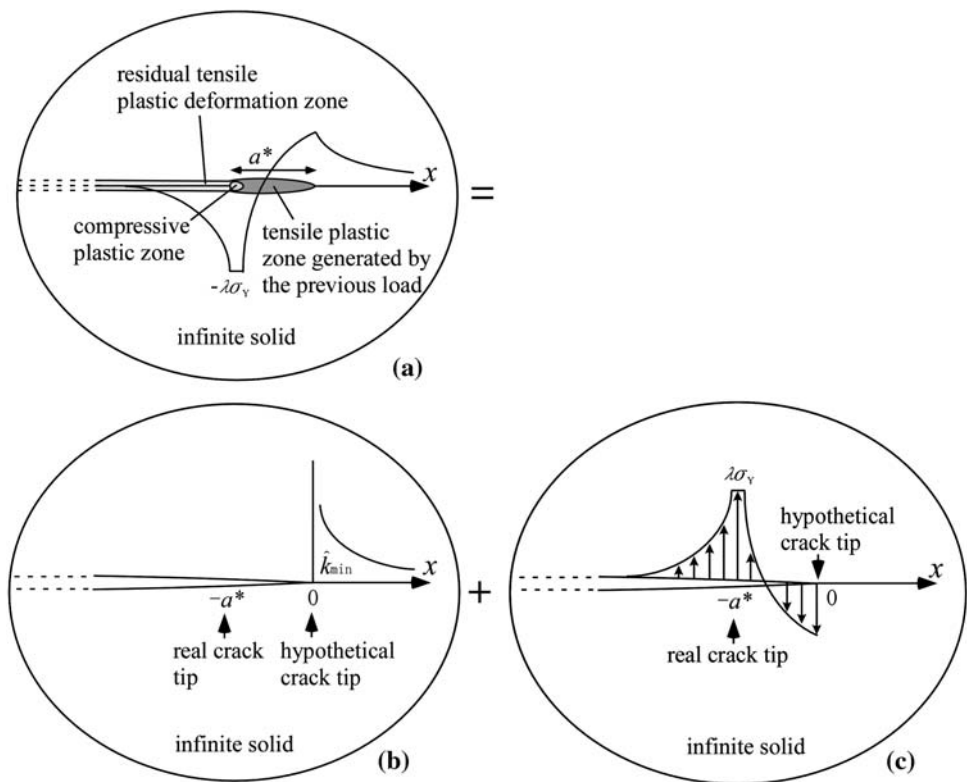 residual tensile
plastic deformation zone
a*
x
=
compressive
plastic zone
tensile plastic
zone generated by
the previous load
-λσY
infinite solid
(a)
k̂min
x
−a*
0
real crack
tip
hypothetical
crack tip
infinite solid
(b)
+
λσY
hypothetical
crack tip
x
−a*
0
real crack tip
infinite solid
(c)